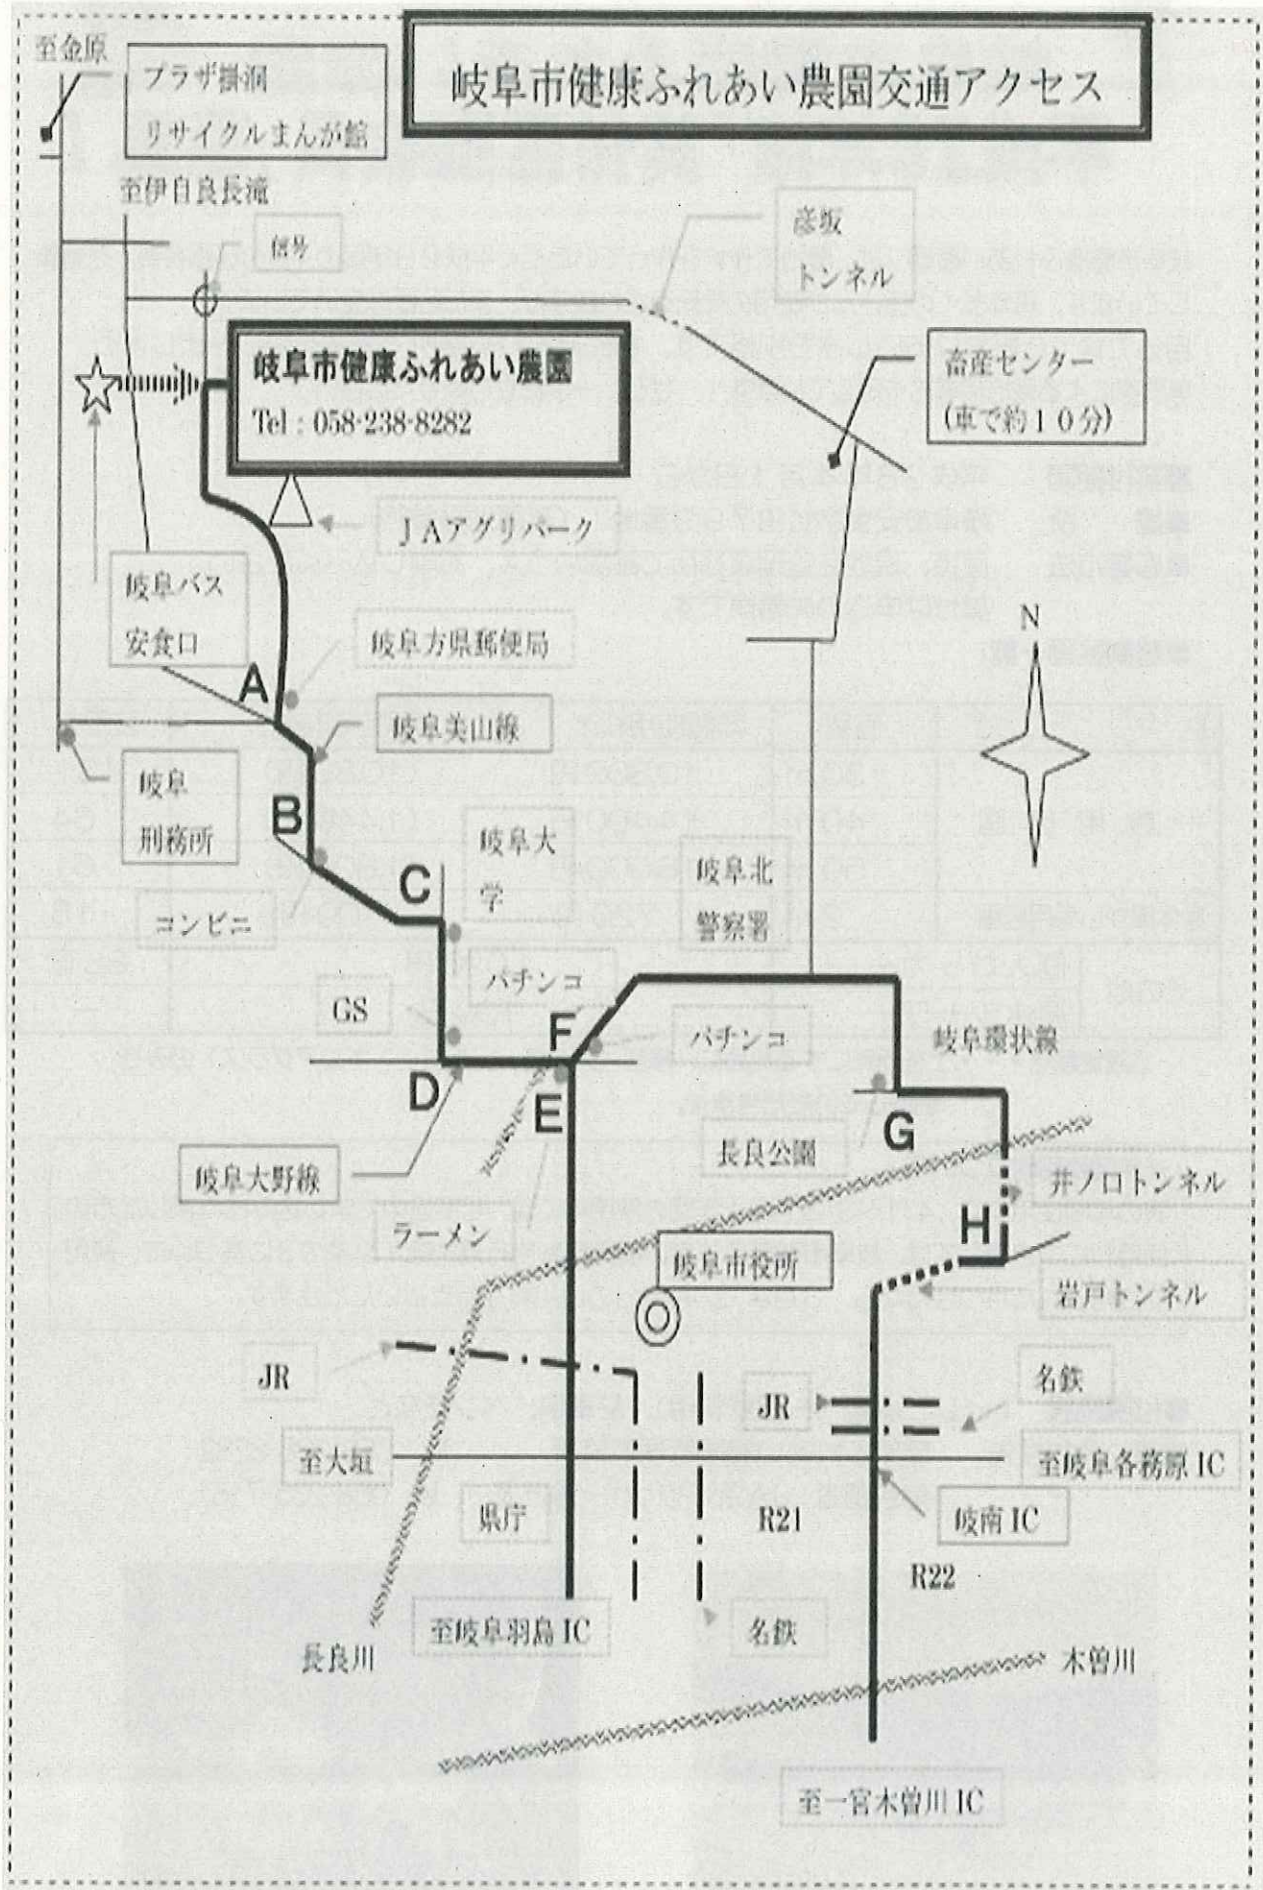 至金原
プラザ掛洞
リサイクルまんが館
岐阜市健康ふれあい農園交通アクセス
至伊自良長滝
信号
彦坂
トンネル
岐阜市健康ふれあい農園
Tel：058-238-8282
畜産センター
(車で約１０分)
ＪＡアグリパーク
岐阜バス
安食口
岐阜方県郵便局
N
A
岐阜美山線
岐阜
刑務所
B
岐阜大
学
C
岐阜北
警察署
コンビニ
パチンコ
GS
F
パチンコ
岐阜環状線
D
E
G
長良公園
岐阜大野線
井ノ口トンネル
ラーメン
H
岐阜市役所
岩戸トンネル
JR
JR
名鉄
至大垣
至岐阜各務原 IC
県庁
R21
岐南 IC
R22
至岐阜羽島 IC
名鉄
長良川
木曽川
至一宮木曽川 IC